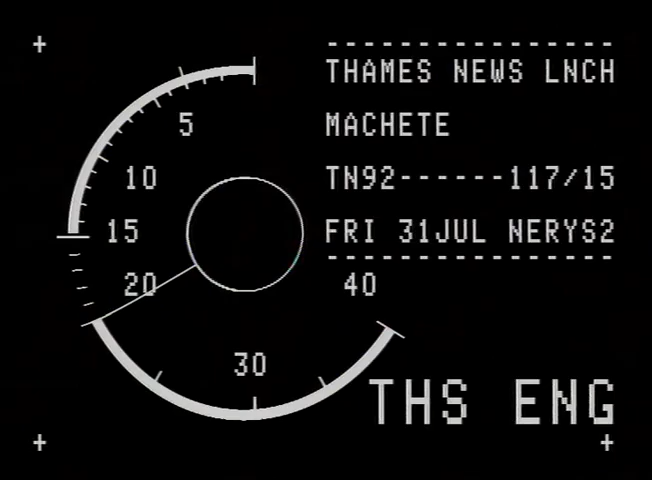 ----------------
THAMES NEWS LNCH
MACHETE
TN92------117/15
FRI 31JUL NERYS2
----------------
5
10
15
20
40
30
THS ENG